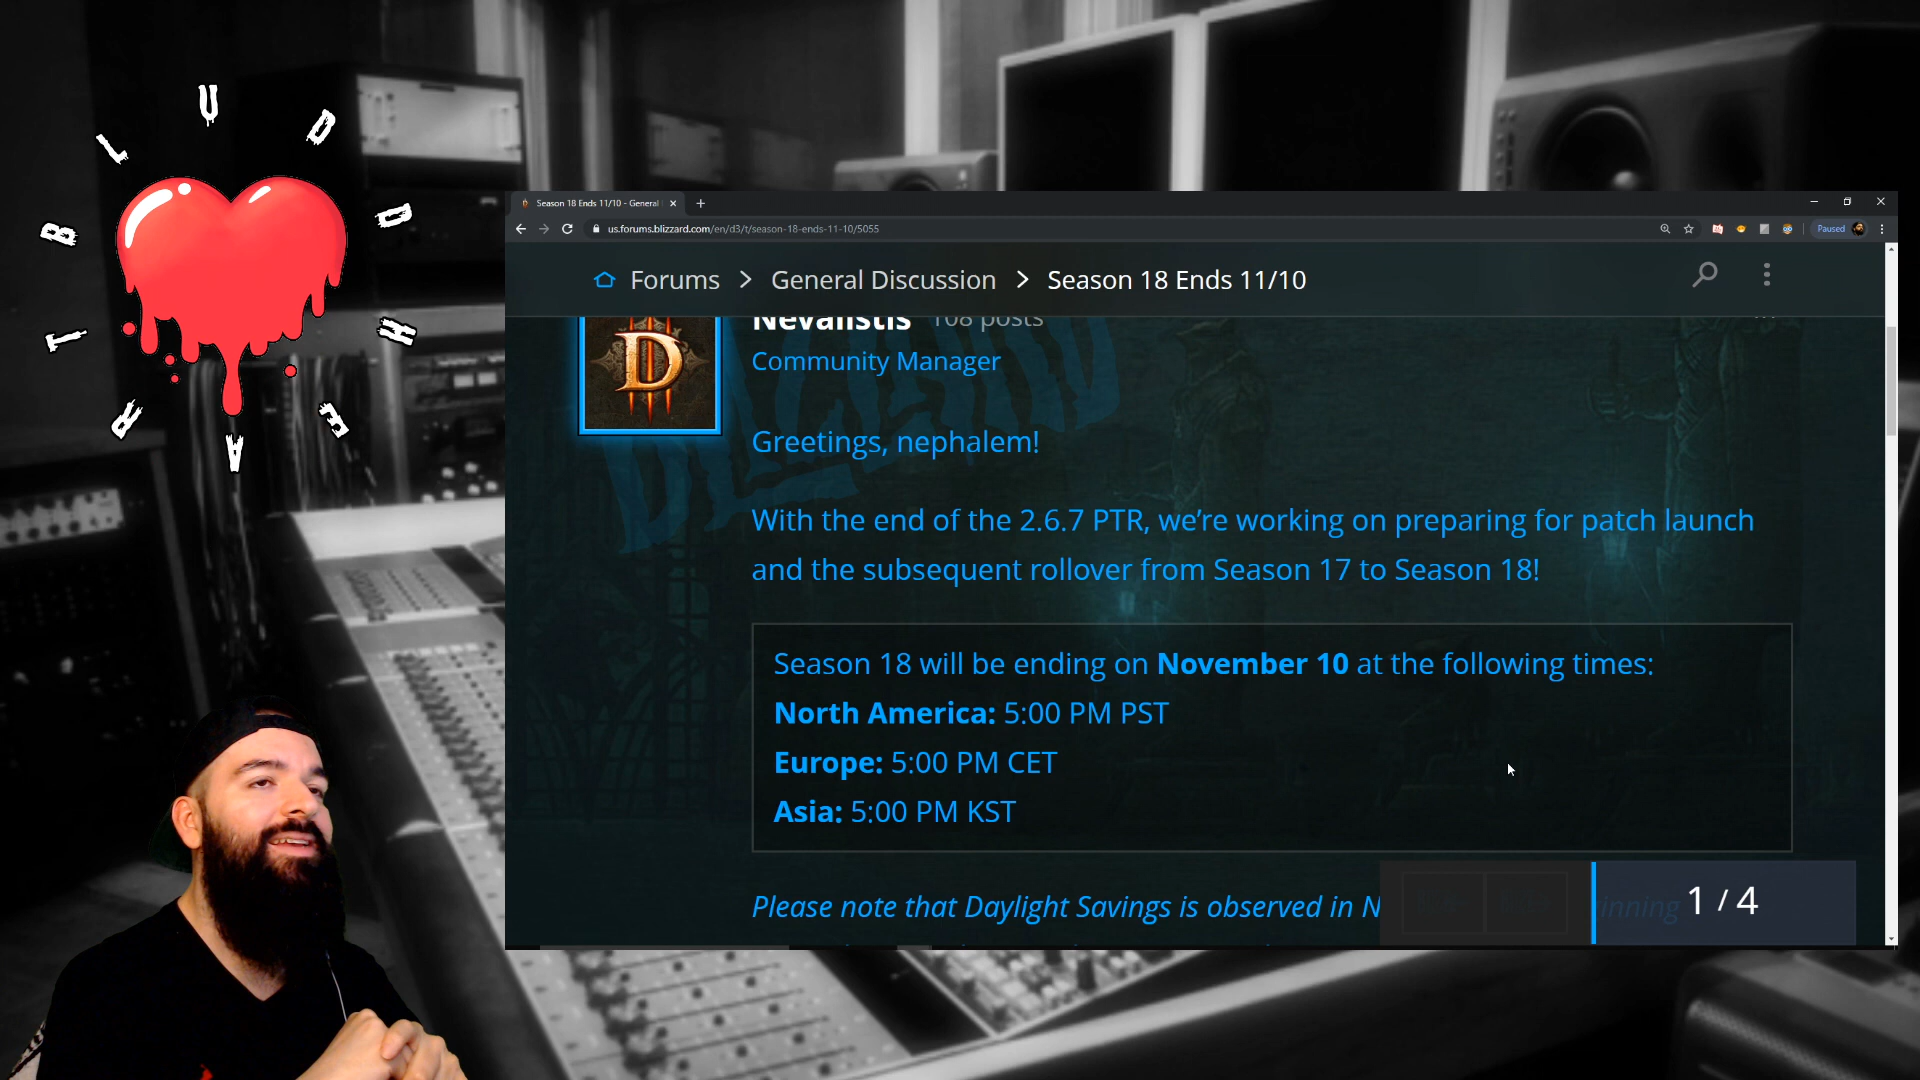 BLUDDHEART
Season 18 Ends 11/10 - General
us.forums.blizzard.com/en/d3/t/season-18-ends-11-10/5055
Paused
Forums > General Discussion > Season 18 Ends 11/10
Nevalistis 108 posts
Community Manager
BLIZZARD
Greetings, nephalem!
With the end of the 2.6.7 PTR, we're working on preparing for patch launch
and the subsequent rollover from Season 17 to Season 18!
Season 18 will be ending on November 10 at the following times:
North America: 5:00 PM PST
Europe: 5:00 PM CET
Asia: 5:00 PM KST
Please note that Daylight Savings is observed in N
1 / 4